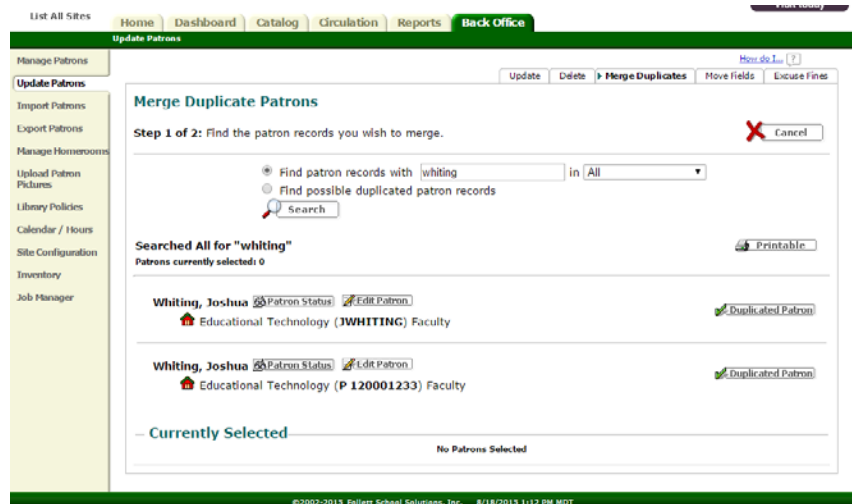 Visit today
List All Sites
Home Dashboard Catalog Circulation Reports Back Office
Update Patrons
Manage Patrons
Update Patrons
Import Patrons
Export Patrons
Manage Homerooms
Upload Patron
Pictures
Library Policies
Calendar / Hours
Site Configuration
Inventory
Job Manager
How do I... ?
Update Delete Merge Duplicates Move Fields Excuse Fines
Merge Duplicate Patrons
Step 1 of 2: Find the patron records you wish to merge.
Cancel
Find patron records with whiting in All
Find possible duplicated patron records
Search
Searched All for "whiting"
Printable
Patrons currently selected: 0
Whiting, Joshua Patron Status Edit Patron
Duplicated Patron
Educational Technology (JWHITING) Faculty
Whiting, Joshua Patron Status Edit Patron
Duplicated Patron
Educational Technology (P 120001233) Faculty
Currently Selected
No Patrons Selected
©2002-2015 Follett School Solutions, Inc. 8/18/2015 1:12 PM MDT